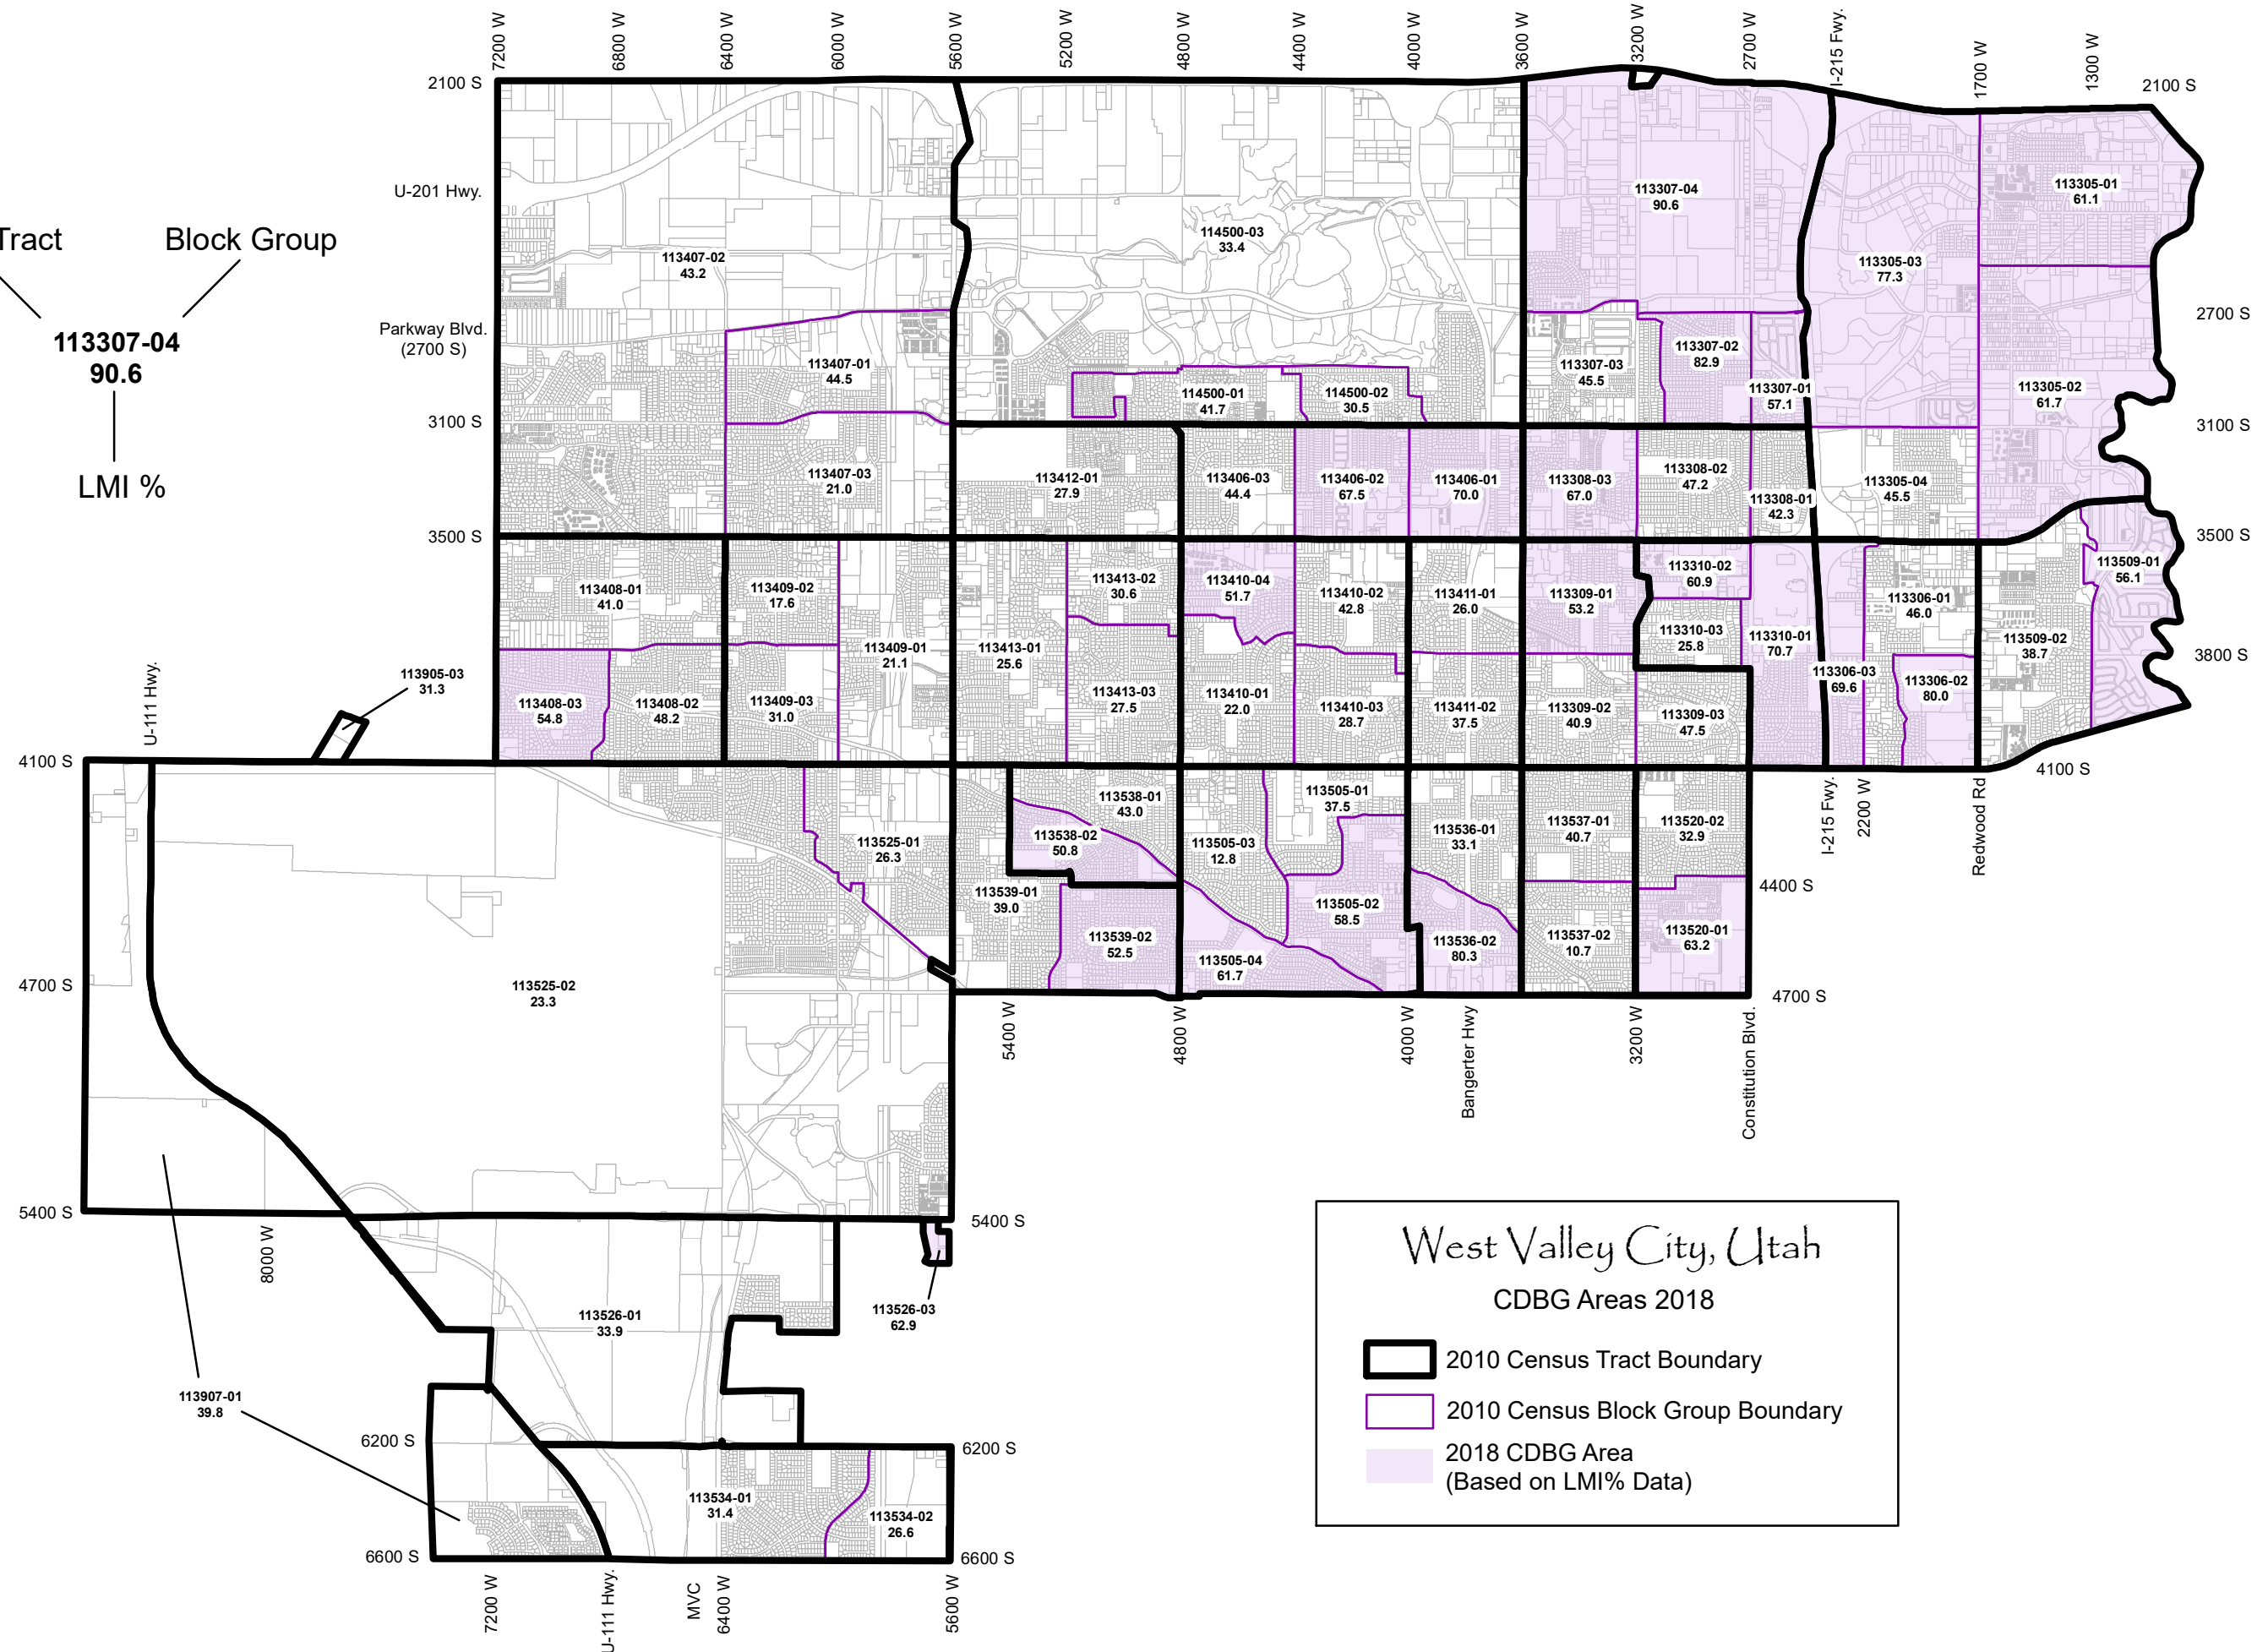 7200 W
6800 W
6400 W
6000 W
5600 W
5200 W
4800 W
4400 W
4000 W
3600 W
3200 W
2700 W
I-215 Fwy.
1700 W
1300 W
2100 S
2100 S
U-201 Hwy.
Parkway Blvd.
(2700 S)
3100 S
3500 S
2700 S
3100 S
3500 S
3800 S
Tract
Block Group
113307-04
90.6
LMI %
113407-02
43.2
114500-03
33.4
113307-04
90.6
113305-01
61.1
113305-03
77.3
113407-01
44.5
114500-01
41.7
114500-02
30.5
113307-03
45.5
113307-02
82.9
113307-01
57.1
113305-02
61.7
113407-03
21.0
113412-01
27.9
113406-03
44.4
113406-02
67.5
113406-01
70.0
113308-03
67.0
113308-02
47.2
113308-01
42.3
113305-04
45.5
113408-01
41.0
113409-02
17.6
113413-02
30.6
113410-04
51.7
113410-02
42.8
113411-01
26.0
113309-01
53.2
113310-02
60.9
113306-01
46.0
113509-01
56.1
113409-01
21.1
113413-01
25.6
113310-03
25.8
113310-01
70.7
113509-02
38.7
113905-03
31.3
113408-03
54.8
113408-02
48.2
113409-03
31.0
113413-03
27.5
113410-01
22.0
113410-03
28.7
113411-02
37.5
113309-02
40.9
113309-03
47.5
113306-03
69.6
113306-02
80.0
U-111 Hwy.
4100 S
4100 S
113525-01
26.3
113538-01
43.0
113538-02
50.8
113505-01
37.5
113505-03
12.8
113536-01
33.1
113537-01
40.7
113520-02
32.9
I-215 Fwy.
2200 W
Redwood Rd
4400 S
113539-01
39.0
113539-02
52.5
113505-02
58.5
113505-04
61.7
113536-02
80.3
113537-02
10.7
113520-01
63.2
4700 S
4700 S
113525-02
23.3
5400 W
4800 W
4000 W
Bangerter Hwy
3200 W
Constitution Blvd.
5400 S
5400 S
8000 W
113526-01
33.9
113526-03
62.9
113907-01
39.8
6200 S
6200 S
113534-01
31.4
113534-02
26.6
6600 S
6600 S
7200 W
U-111 Hwy.
MVC
6400 W
5600 W
West Valley City, Utah
CDBG Areas 2018
2010 Census Tract Boundary
2010 Census Block Group Boundary
2018 CDBG Area
(Based on LMI% Data)